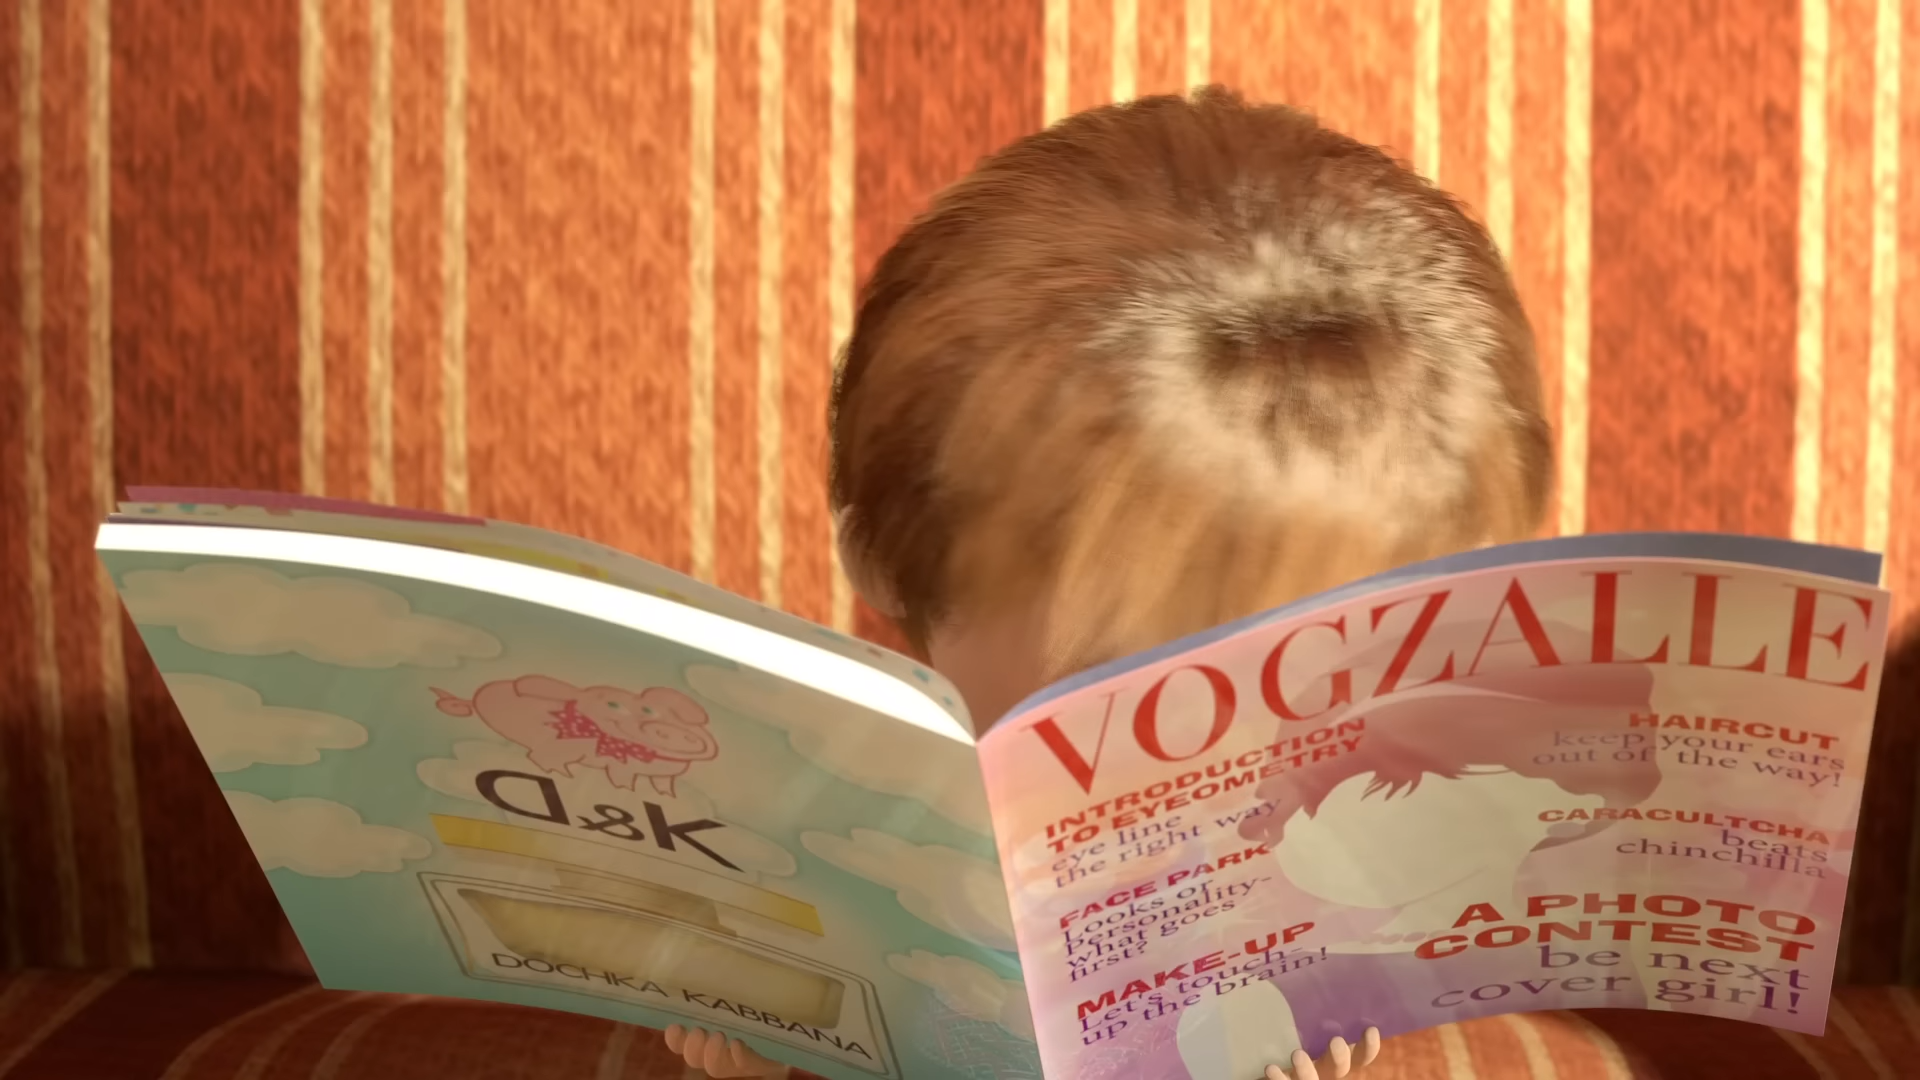 D&K
DOCHKA KABBANA
VOGZALLE
INTRODUCTION
TO EYEOMETRY
eye line
the right way
FACE PARK
Looks or
personality-
what goes
first?
MAKE-UP
Let's touch
up the brain!
HAIRCUT
keep your ears
out of the way!
CARACULTCHA
beats
chinchilla
A PHOTO
CONTEST
be next
cover girl!